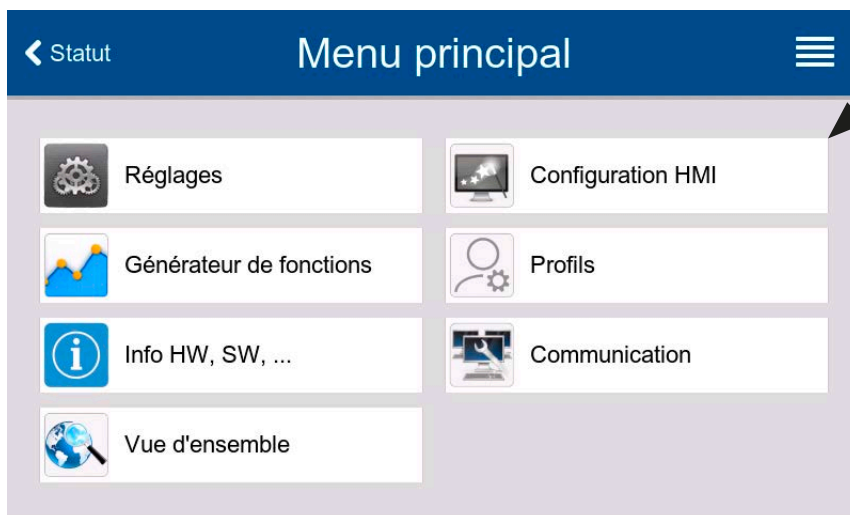 Statut
Menu principal
Réglages
Configuration HMI
Générateur de fonctions
Profils
Info HW, SW, ...
Communication
Vue d'ensemble